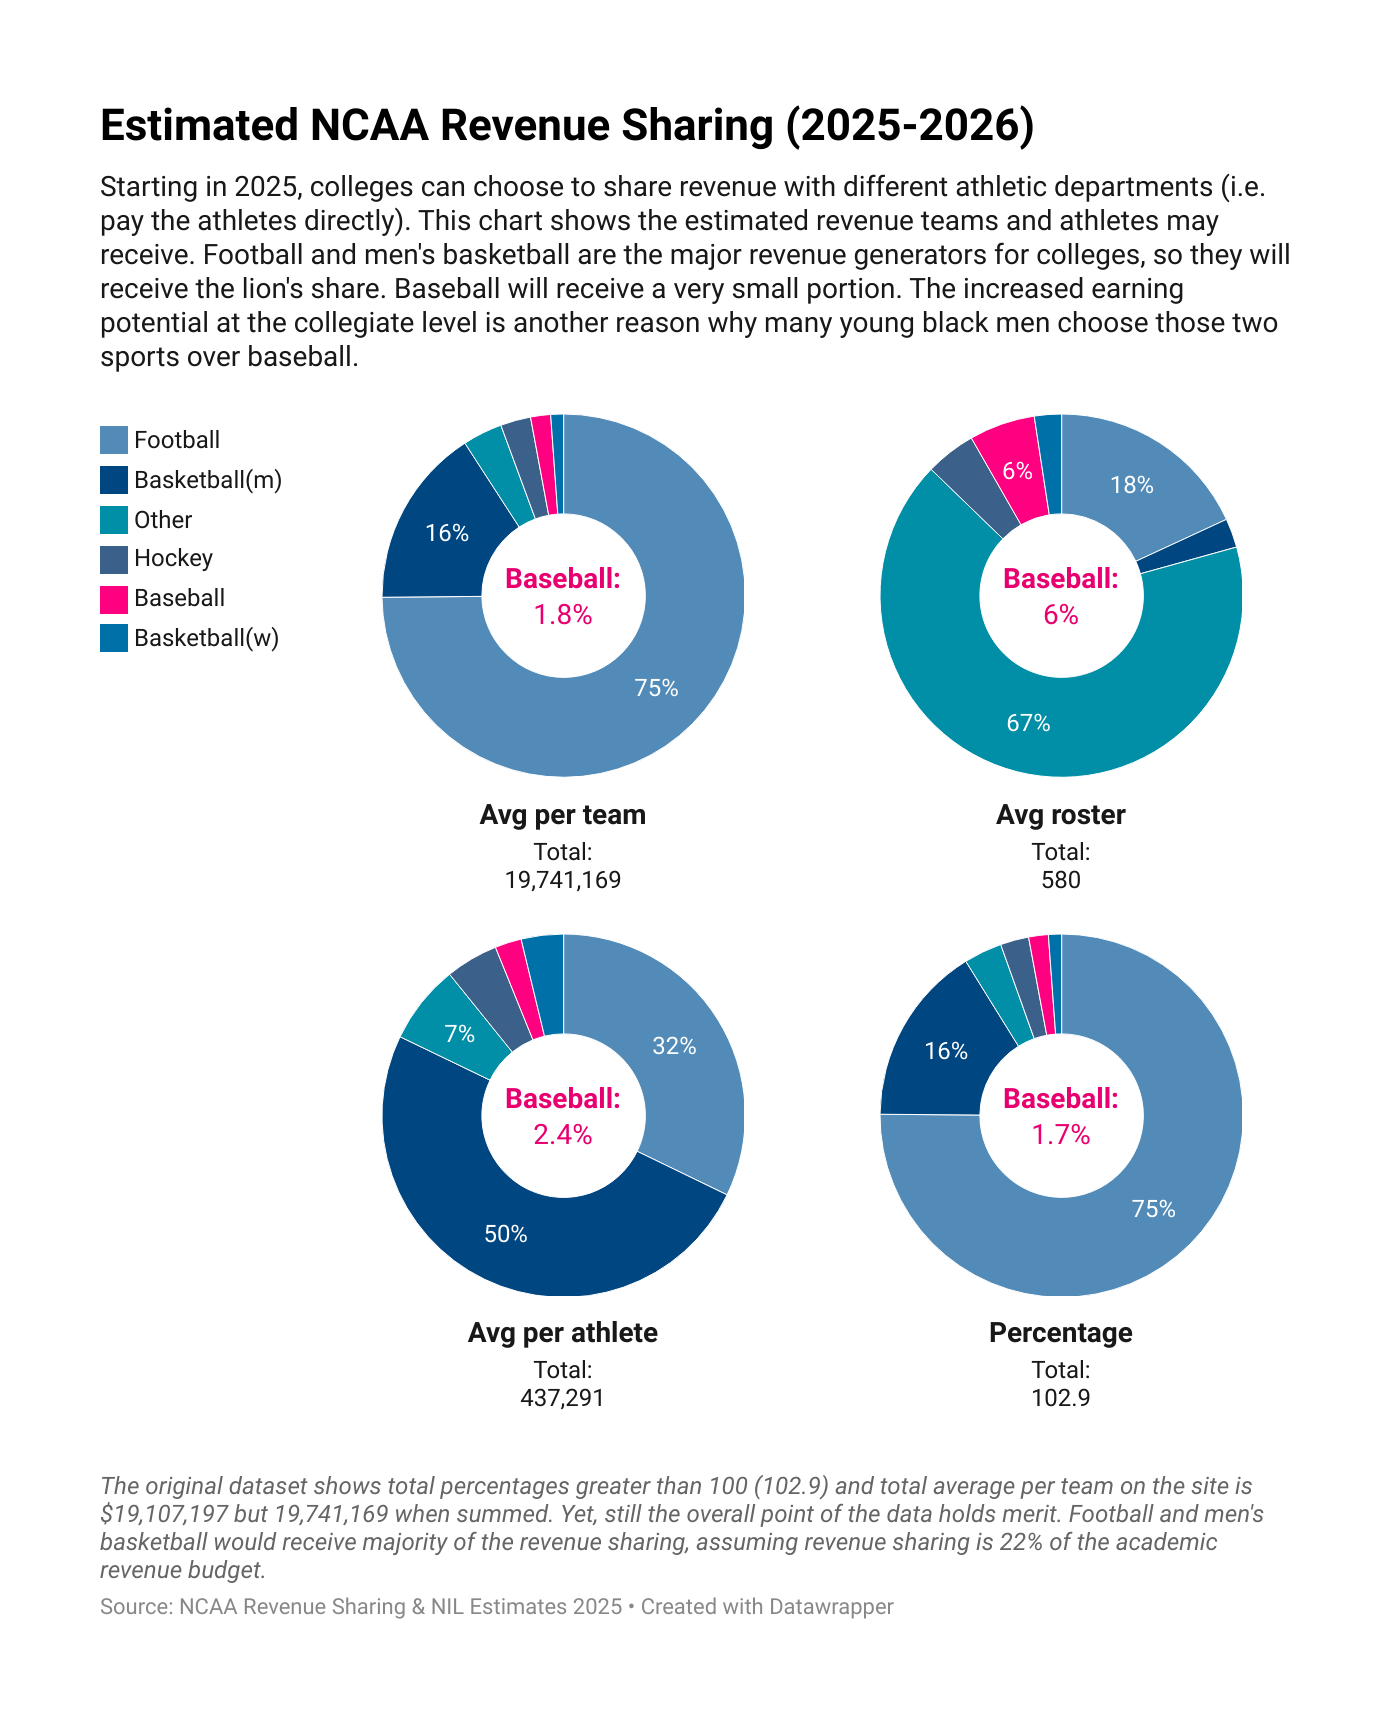 Estimated NCAA Revenue Sharing (2025-2026)
Starting in 2025, colleges can choose to share revenue with different athletic departments (i.e.
pay the athletes directly). This chart shows the estimated revenue teams and athletes may
receive. Football and men's basketball are the major revenue generators for colleges, so they will
receive the lion's share. Baseball will receive a very small portion. The increased earning
potential at the collegiate level is another reason why many young black men choose those two
sports over baseball.
Football
Basketball(m)
Other
Hockey
Baseball
Basketball(w)
16%
75%
Baseball:
1.8%
Avg per team
Total:
19,741,169
6%
18%
67%
Baseball:
6%
Avg roster
Total:
580
7%
32%
50%
Baseball:
2.4%
Avg per athlete
Total:
437,291
16%
75%
Baseball:
1.7%
Percentage
Total:
102.9
The original dataset shows total percentages greater than 100 (102.9) and total average per team on the site is
$19,107,197 but 19,741,169 when summed. Yet, still the overall point of the data holds merit. Football and men's
basketball would receive majority of the revenue sharing, assuming revenue sharing is 22% of the academic
revenue budget.
Source: NCAA Revenue Sharing & NIL Estimates 2025 • Created with Datawrapper